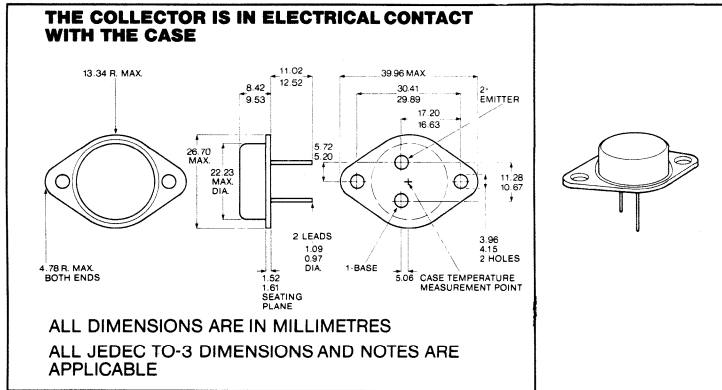 THE COLLECTOR IS IN ELECTRICAL CONTACT
WITH THE CASE
13.34 R. MAX.
8.42
9.53
11.02
12.52
39.96 MAX
30.41
29.89
2-
EMITTER
17.20
16.63
26.70
MAX.
22.23
MAX.
DIA.
5.72
5.20
11.28
10.67
2 LEADS
1.09
0.97
DIA.
3.96
4.15
2 HOLES
4.78 R. MAX.
BOTH ENDS
1.52
1.61
SEATING
PLANE
1-BASE
5.06
CASE TEMPERATURE
MEASUREMENT POINT
ALL DIMENSIONS ARE IN MILLIMETRES
ALL JEDEC TO-3 DIMENSIONS AND NOTES ARE
APPLICABLE